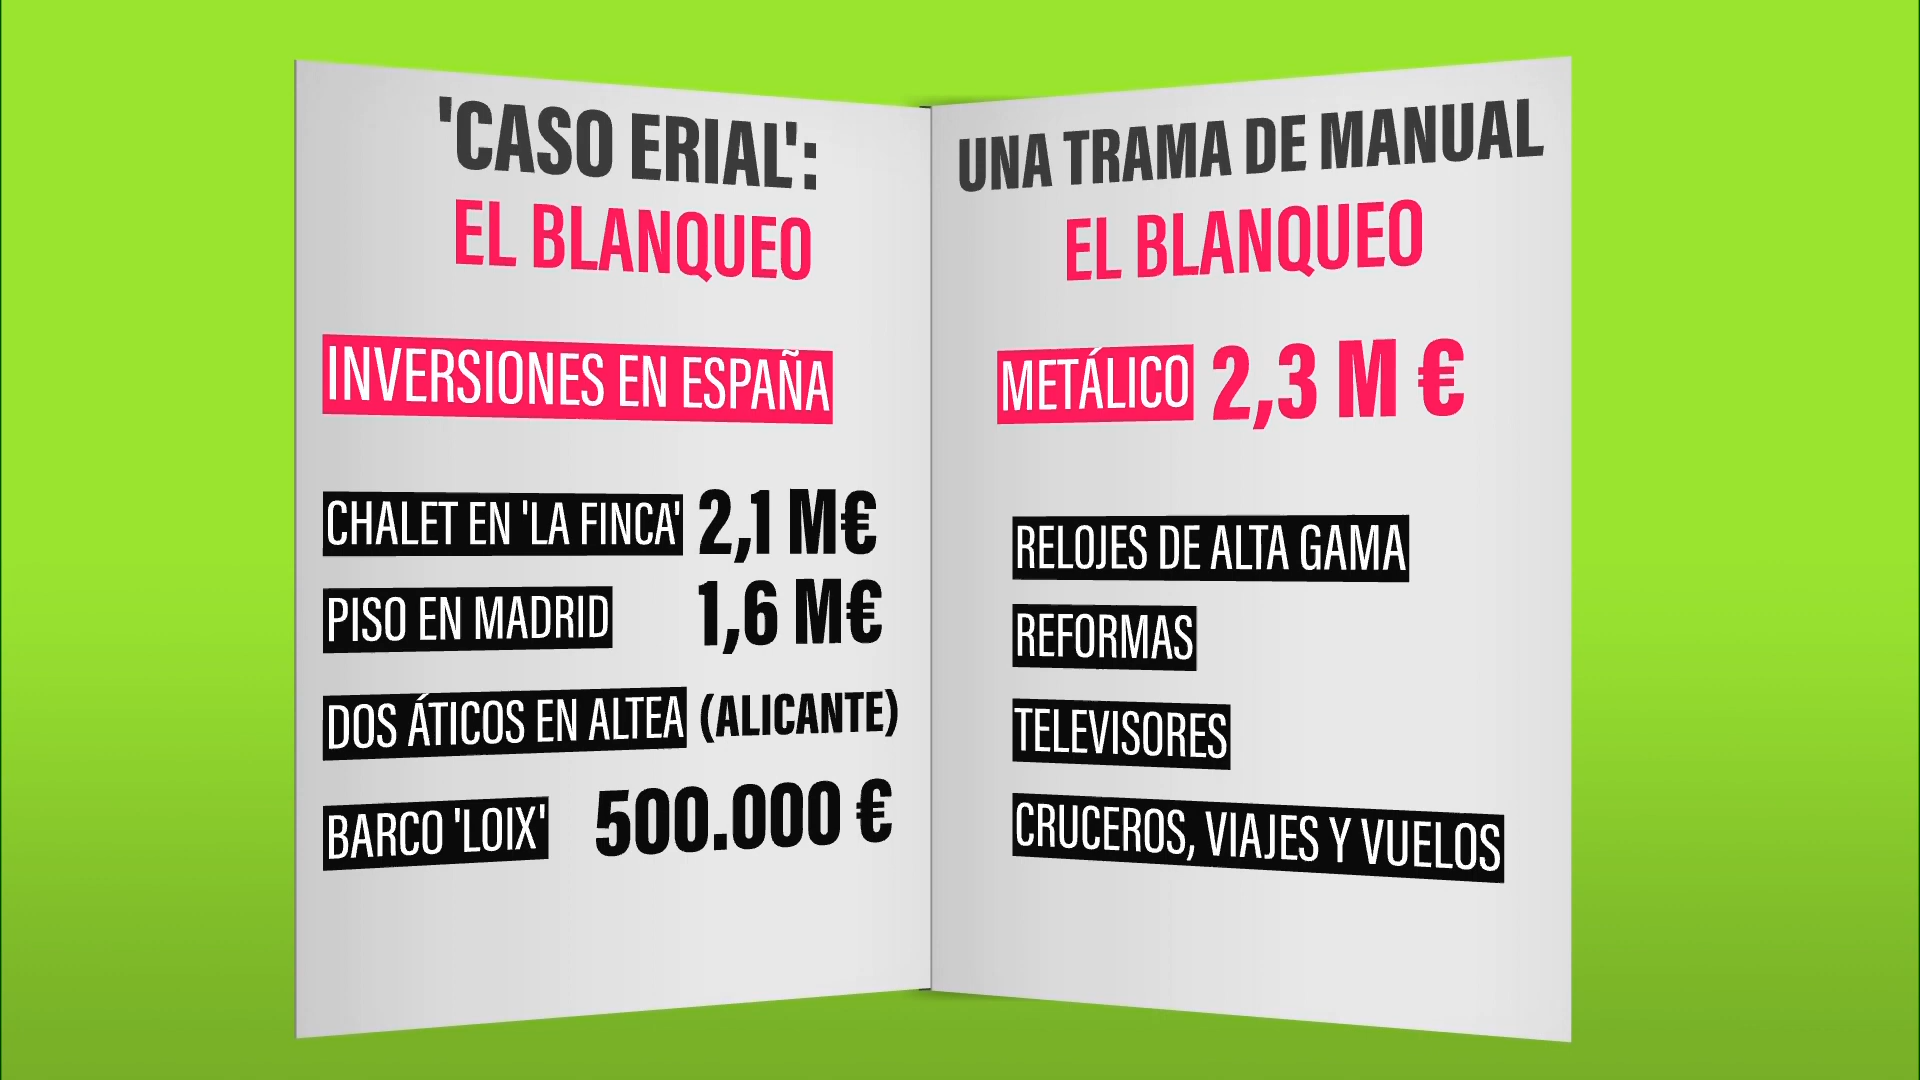 'CASO ERIAL':
EL BLANQUEO
INVERSIONES EN ESPAÑA
CHALET EN 'LA FINCA' 2,1 M€
PISO EN MADRID 1,6 M€
DOS ÁTICOS EN ALTEA (ALICANTE)
BARCO 'LOIX' 500.000 €
UNA TRAMA DE MANUAL
EL BLANQUEO
METÁLICO 2,3 M €
RELOJES DE ALTA GAMA
REFORMAS
TELEVISORES
CRUCEROS, VIAJES Y VUELOS